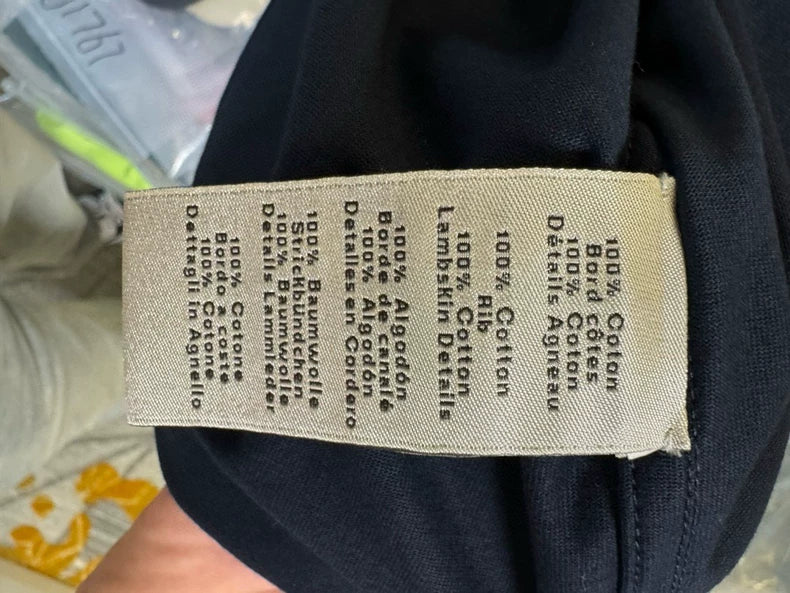 100% Coton
Bord côtes
100% Coton
Détails Agneau
100% Cotton
Rib
100% Cotton
Lambskin Details
100% Algodón
Borde de canalé
100% Algodón
Detalles en Cordero
100% Baumwolle
Strickbündchen
100% Baumwolle
Details Lammleder
100% Cotone
Bordo a coste
100% Cotone
Dettagli in Agnello